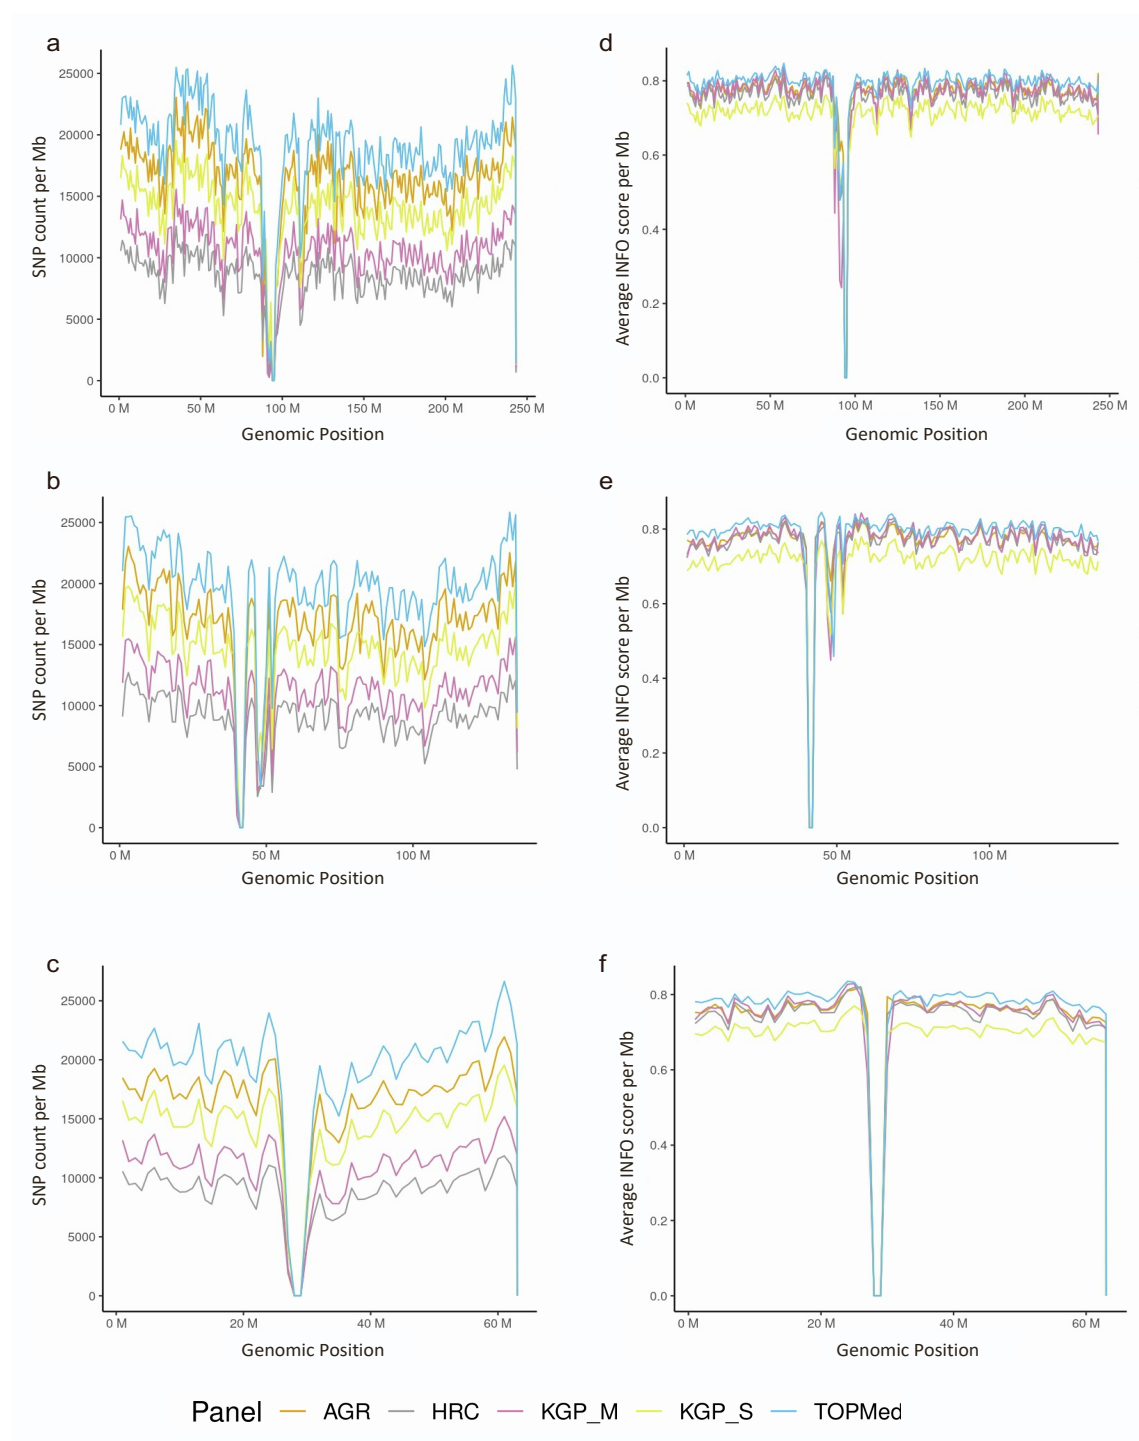 a
SNP count per Mb
25000
20000
15000
10000
5000
0
0 M 50 M 100 M 150 M 200 M 250 M
Genomic Position
d
Average INFO score per Mb
0.8
0.6
0.4
0.2
0.0
0 M 50 M 100 M 150 M 200 M 250 M
Genomic Position
b
SNP count per Mb
25000
20000
15000
10000
5000
0
0 M 50 M 100 M
Genomic Position
e
Average INFO score per Mb
0.8
0.6
0.4
0.2
0.0
0 M 50 M 100 M
Genomic Position
c
SNP count per Mb
25000
20000
15000
10000
5000
0
0 M 20 M 40 M 60 M
Genomic Position
f
Average INFO score per Mb
0.8
0.6
0.4
0.2
0.0
0 M 20 M 40 M 60 M
Genomic Position
Panel AGR HRC KGP_M KGP_S TOPMed